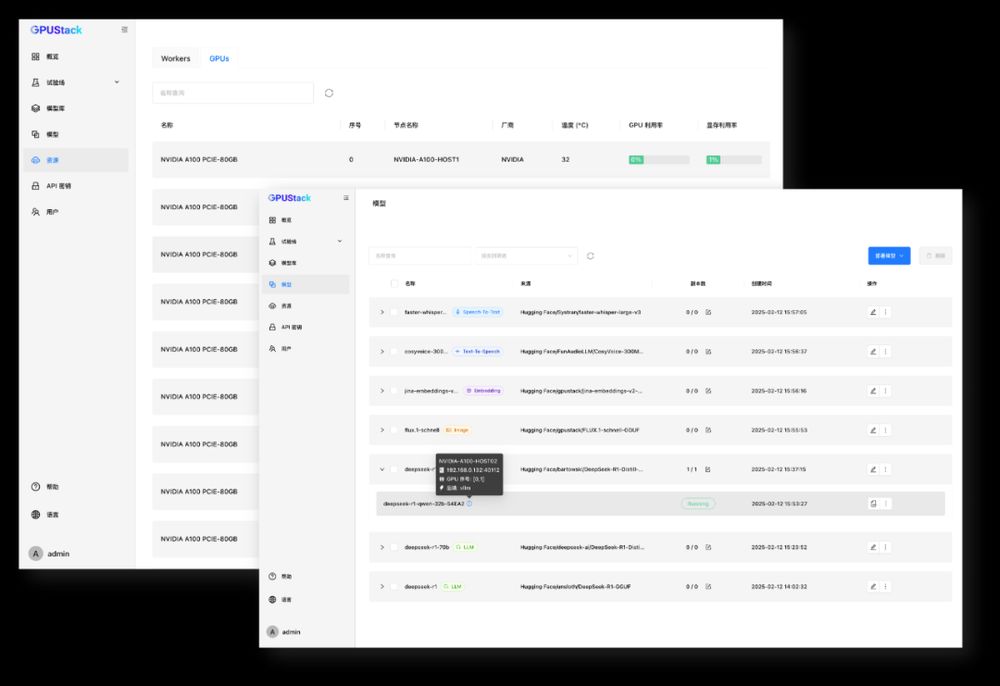 GPUStack
概览
试验场
模型库
模型
资源
API 密钥
用户
帮助
语言
A admin
Workers GPUs
名称查询
名称 序号 节点名称 厂商 温度 (°C) GPU 利用率 显存利用率
NVIDIA A100 PCIE-80GB 0 NVIDIA-A100-HOST1 NVIDIA 32 0% 1%
NVIDIA A100 PCIE-80GB
NVIDIA A100 PCIE-80GB
NVIDIA A100 PCIE-80GB
NVIDIA A100 PCIE-80GB
NVIDIA A100 PCIE-80GB
NVIDIA A100 PCIE-80GB
NVIDIA A100 PCIE-80GB
NVIDIA A100 PCIE-80GB
GPUStack
概览
试验场
模型库
模型
资源
API 密钥
用户
帮助
语言
A admin
模型
名称查询
部署模型 删除
名称 来源 副本数 创建时间 操作
faster-whisper... Speech-To-Text Hugging Face/Systran/faster-whisper-large-v3 0 / 0 2025-02-12 15:57:05
cosyvoice-300... Text-To-Speech Hugging Face/FunAudioLLM/CosyVoice-300M... 0 / 0 2025-02-12 15:56:37
jina-embeddings-v... Embedding Hugging Face/gpustack/jina-embeddings-v2-... 0 / 0 2025-02-12 15:56:16
flux.1-schnell Image Hugging Face/gpustack/FLUX.1-schnell-GGUF 0 / 0 2025-02-12 15:55:53
deepseek-r Hugging Face/bartowski/DeepSeek-R1-Distil... 1 / 1 2025-02-12 15:37:15
NVIDIA-A100-HOST02
192.168.0.132:40112
GPU 序号: [0,1]
后端: vllm
deepseek-r1-qwen-32b-54EA2 Running 2025-02-12 15:53:27
deepseek-r1-70b LLM Hugging Face/deepseek-ai/DeepSeek-R1-Disti... 0 / 0 2025-02-12 15:23:52
deepseek-r1 LLM Hugging Face/unsloth/DeepSeek-R1-GGUF 0 / 0 2025-02-12 14:02:32